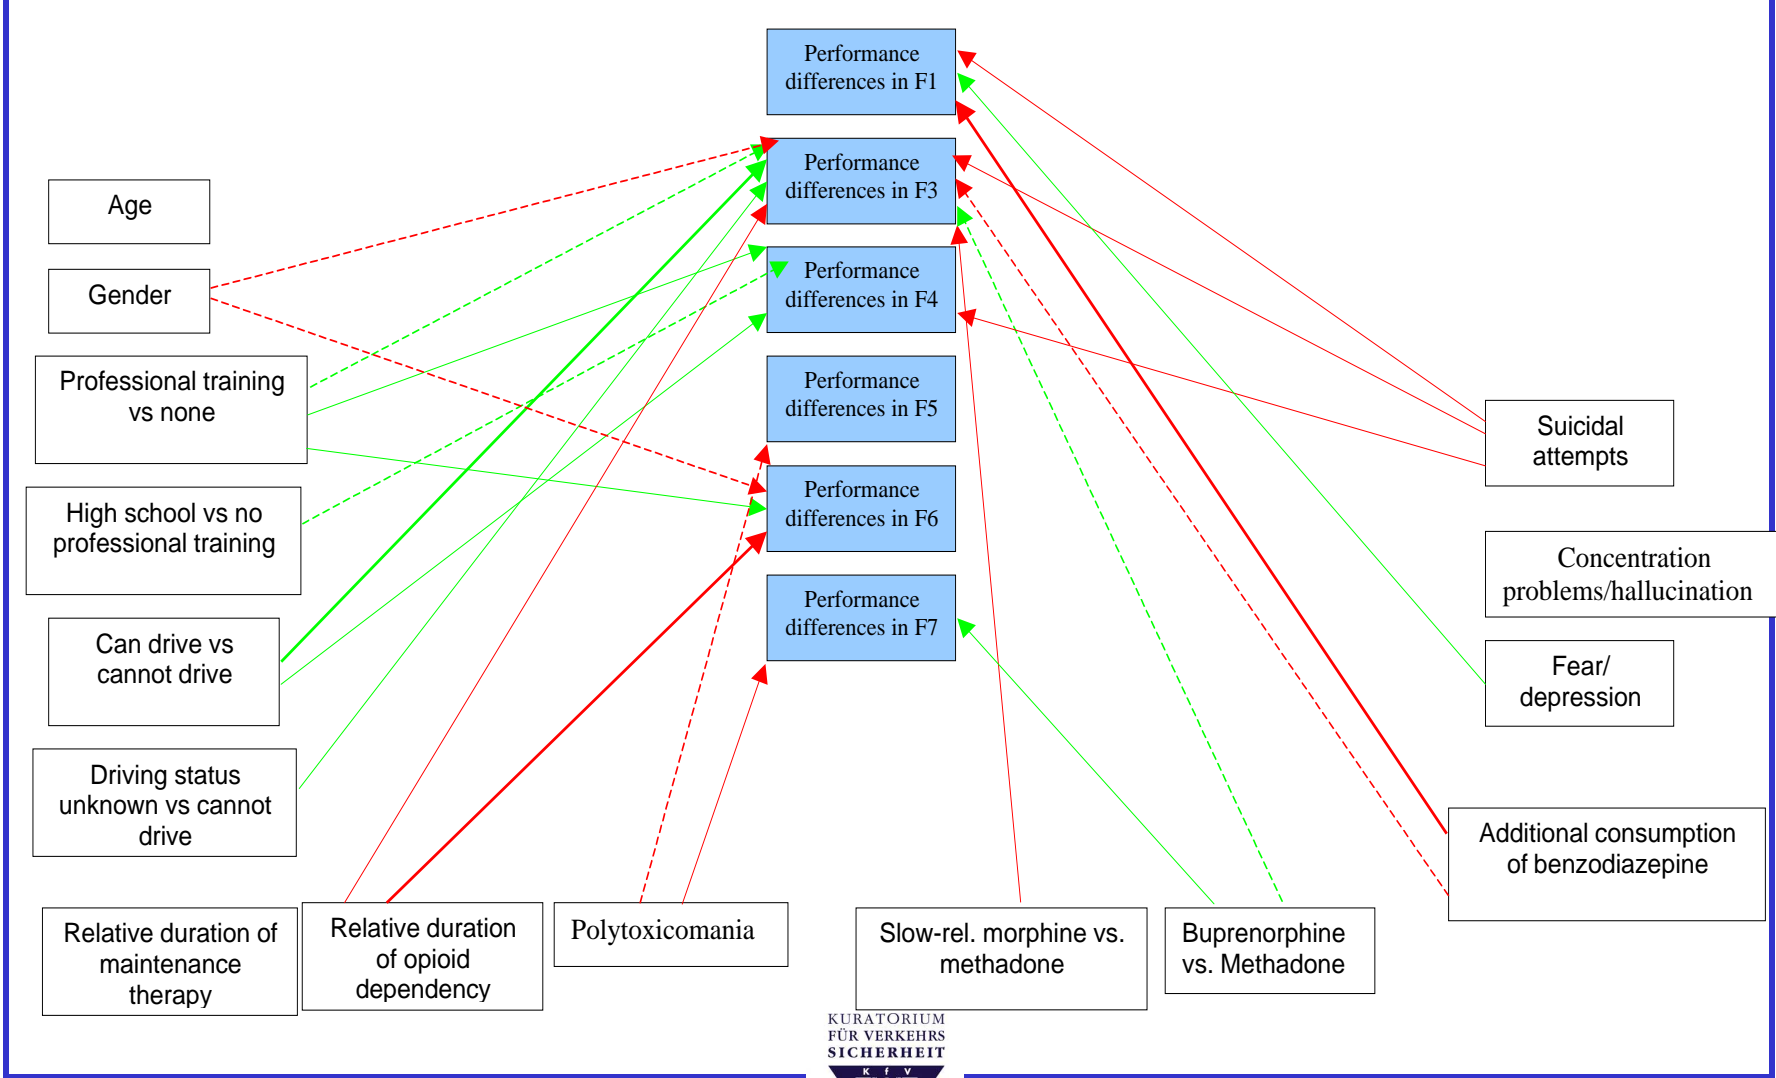 Performance
differences in F1
Performance
differences in F3
Performance
differences in F4
Performance
differences in F5
Performance
differences in F6
Performance
differences in F7
Age
Gender
Professional training
vs none
High school vs no
professional training
Can drive vs
cannot drive
Driving status
unknown vs cannot
drive
Relative duration of
maintenance
therapy
Relative duration
of opioid
dependency
Polytoxicomania
Slow-rel. morphine vs.
methadone
Buprenorphine
vs. Methadone
Suicidal
attempts
Concentration
problems/hallucination
Fear/
depression
Additional consumption
of benzodiazepine
KURATORIUM
FÜR VERKEHRS
SICHERHEIT
K f V